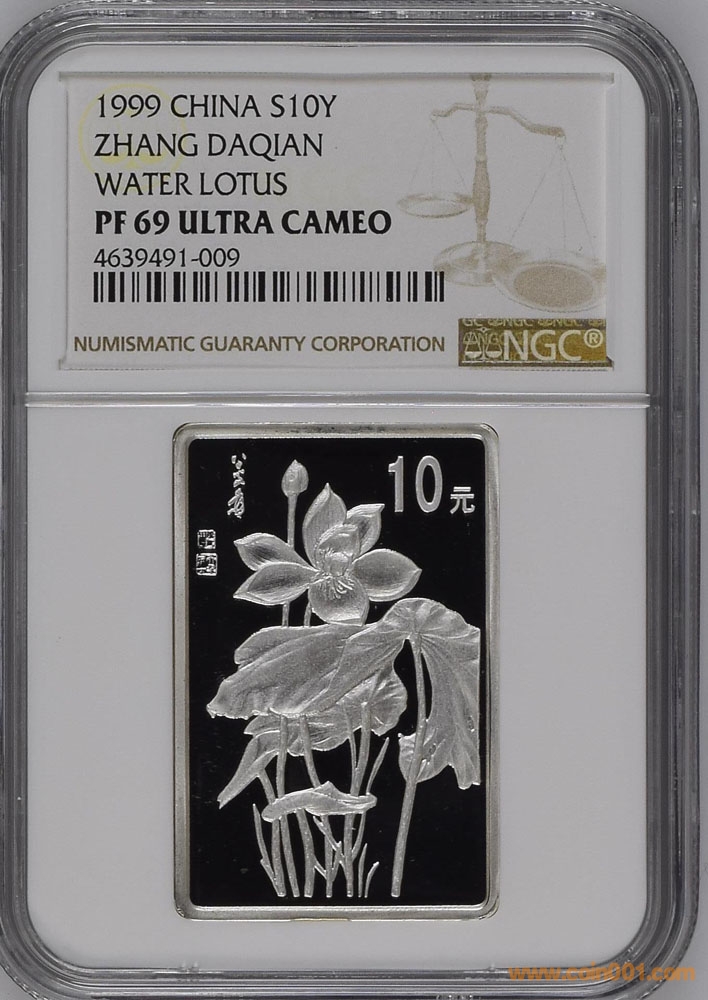 1999 CHINA S10Y
ZHANG DAQIAN
WATER LOTUS
PF 69 ULTRA CAMEO
4639491-009
NUMISMATIC GUARANTY CORPORATION
NGC®
10元
www.coin001.com